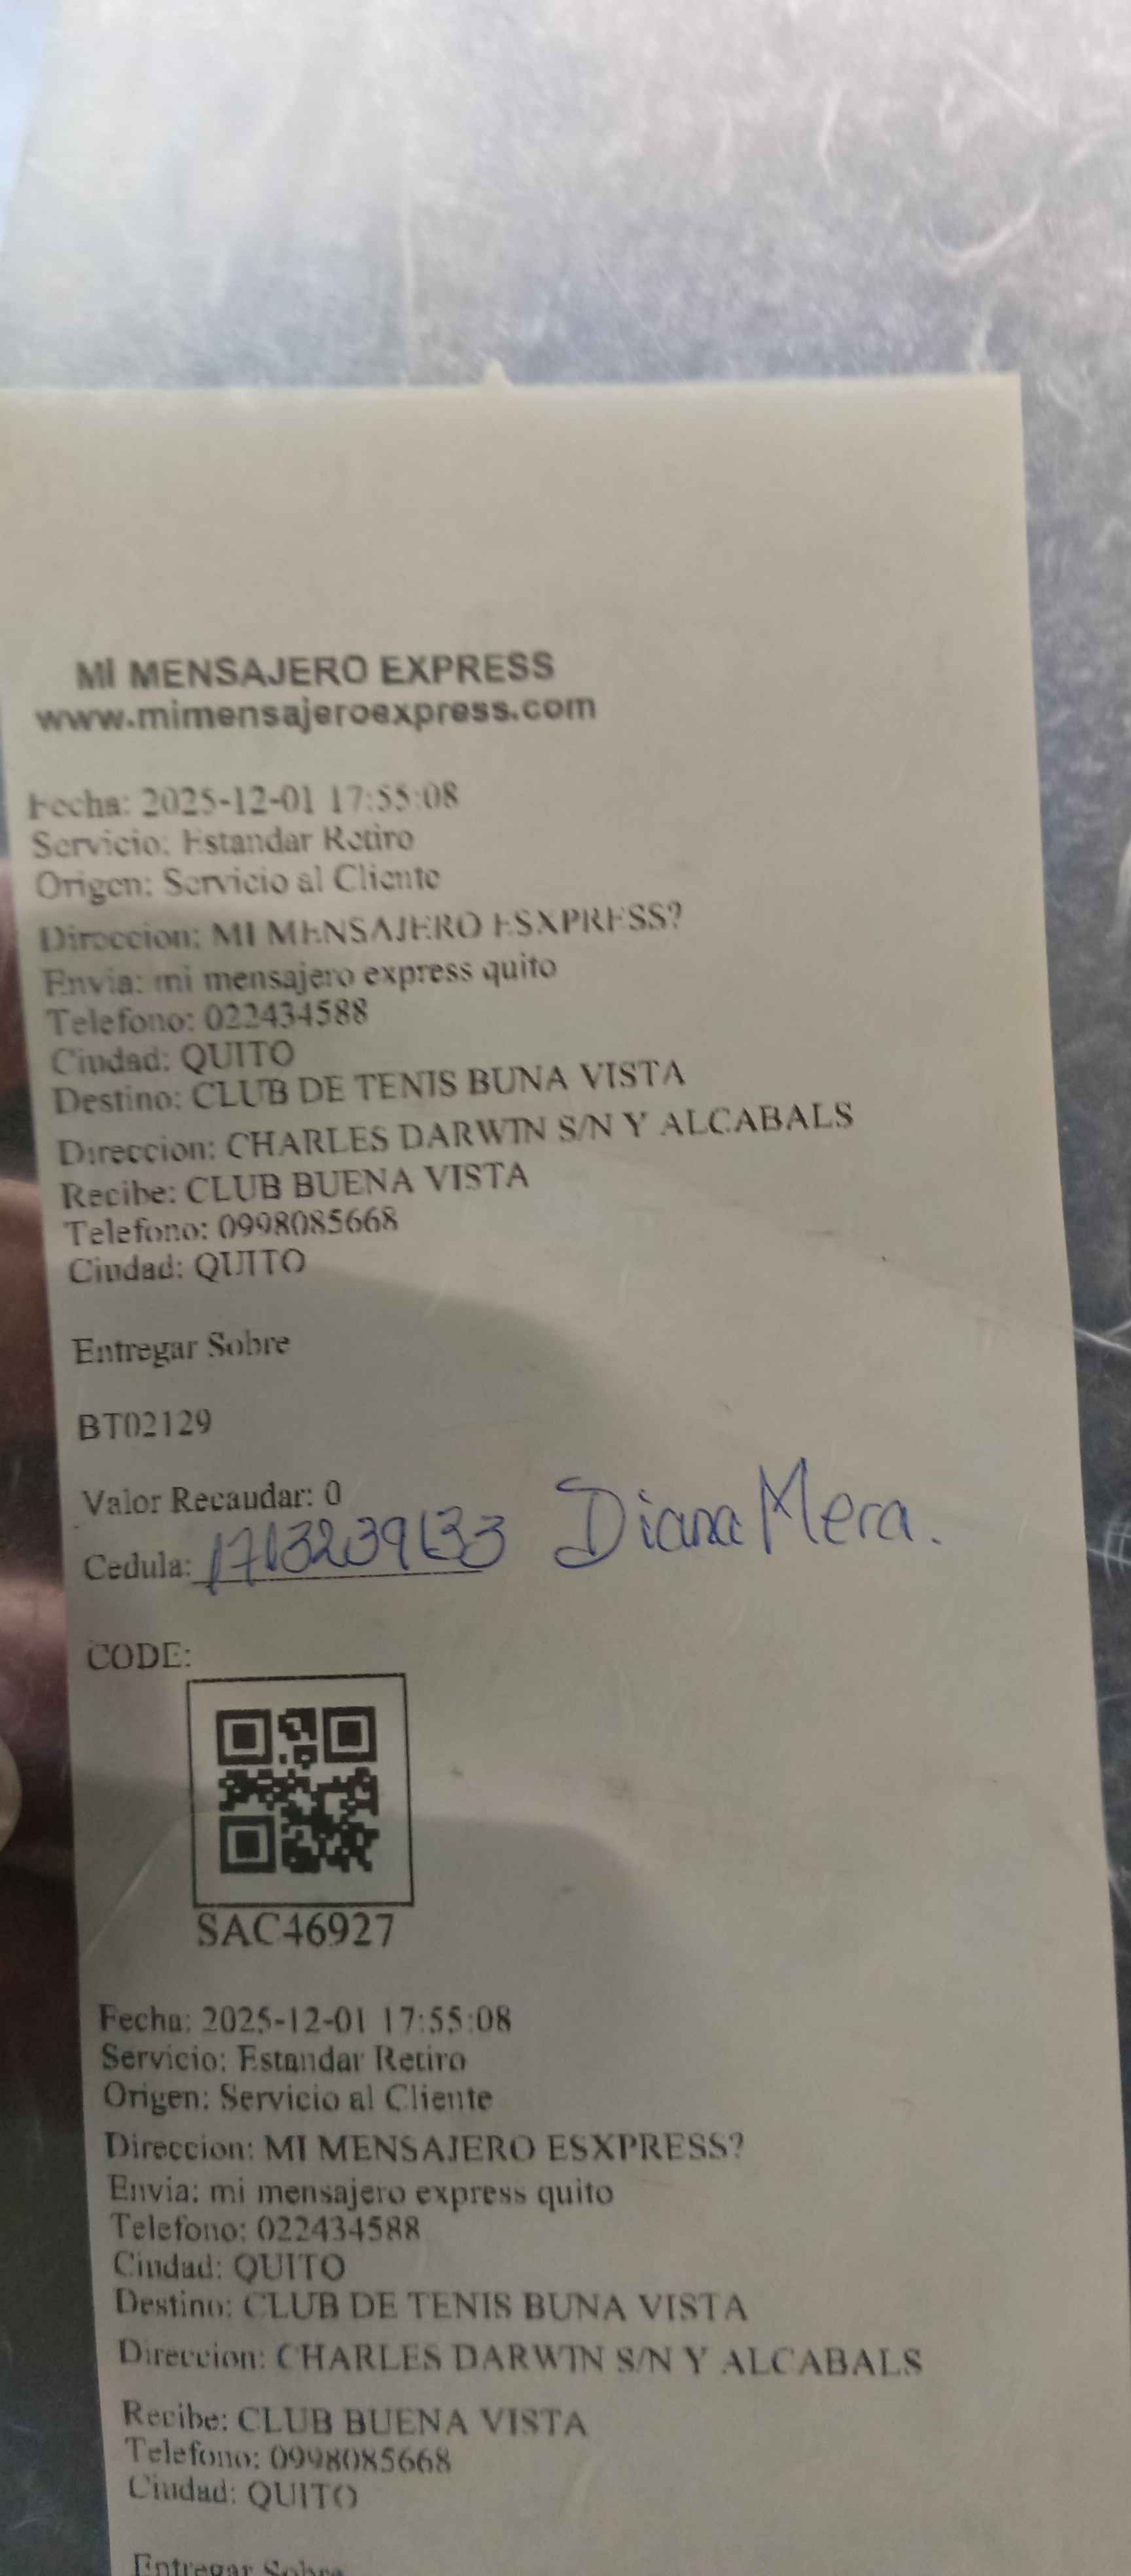 MI MENSAJERO EXPRESS
www.mimensajeroexpress.com
Fecha: 2025-12-01 17:55:08
Servicio: Estandar Retiro
Origen: Servicio al Cliente
Direccion: MI MENSAJERO ESXPRESS?
Envia: mi mensajero express quito
Telefono: 022434588
Ciudad: QUITO
Destino: CLUB DE TENIS BUNA VISTA
Direccion: CHARLES DARWIN S/N Y ALCABALS
Recibe: CLUB BUENA VISTA
Telefono: 0998085668
Ciudad: QUITO
Entregar Sobre
BT02129
Valor Recaudar: 0
Cedula: 1713239633 Diana Mera.
CODE:
SAC46927
Fecha: 2025-12-01 17:55:08
Servicio: Estandar Retiro
Origen: Servicio al Cliente
Direccion: MI MENSAJERO ESXPRESS?
Envia: mi mensajero express quito
Telefono: 022434588
Ciudad: QUITO
Destino: CLUB DE TENIS BUNA VISTA
Direccion: CHARLES DARWIN S/N Y ALCABALS
Recibe: CLUB BUENA VISTA
Telefono: 0998085668
Ciudad: QUITO
Entregar Sobre